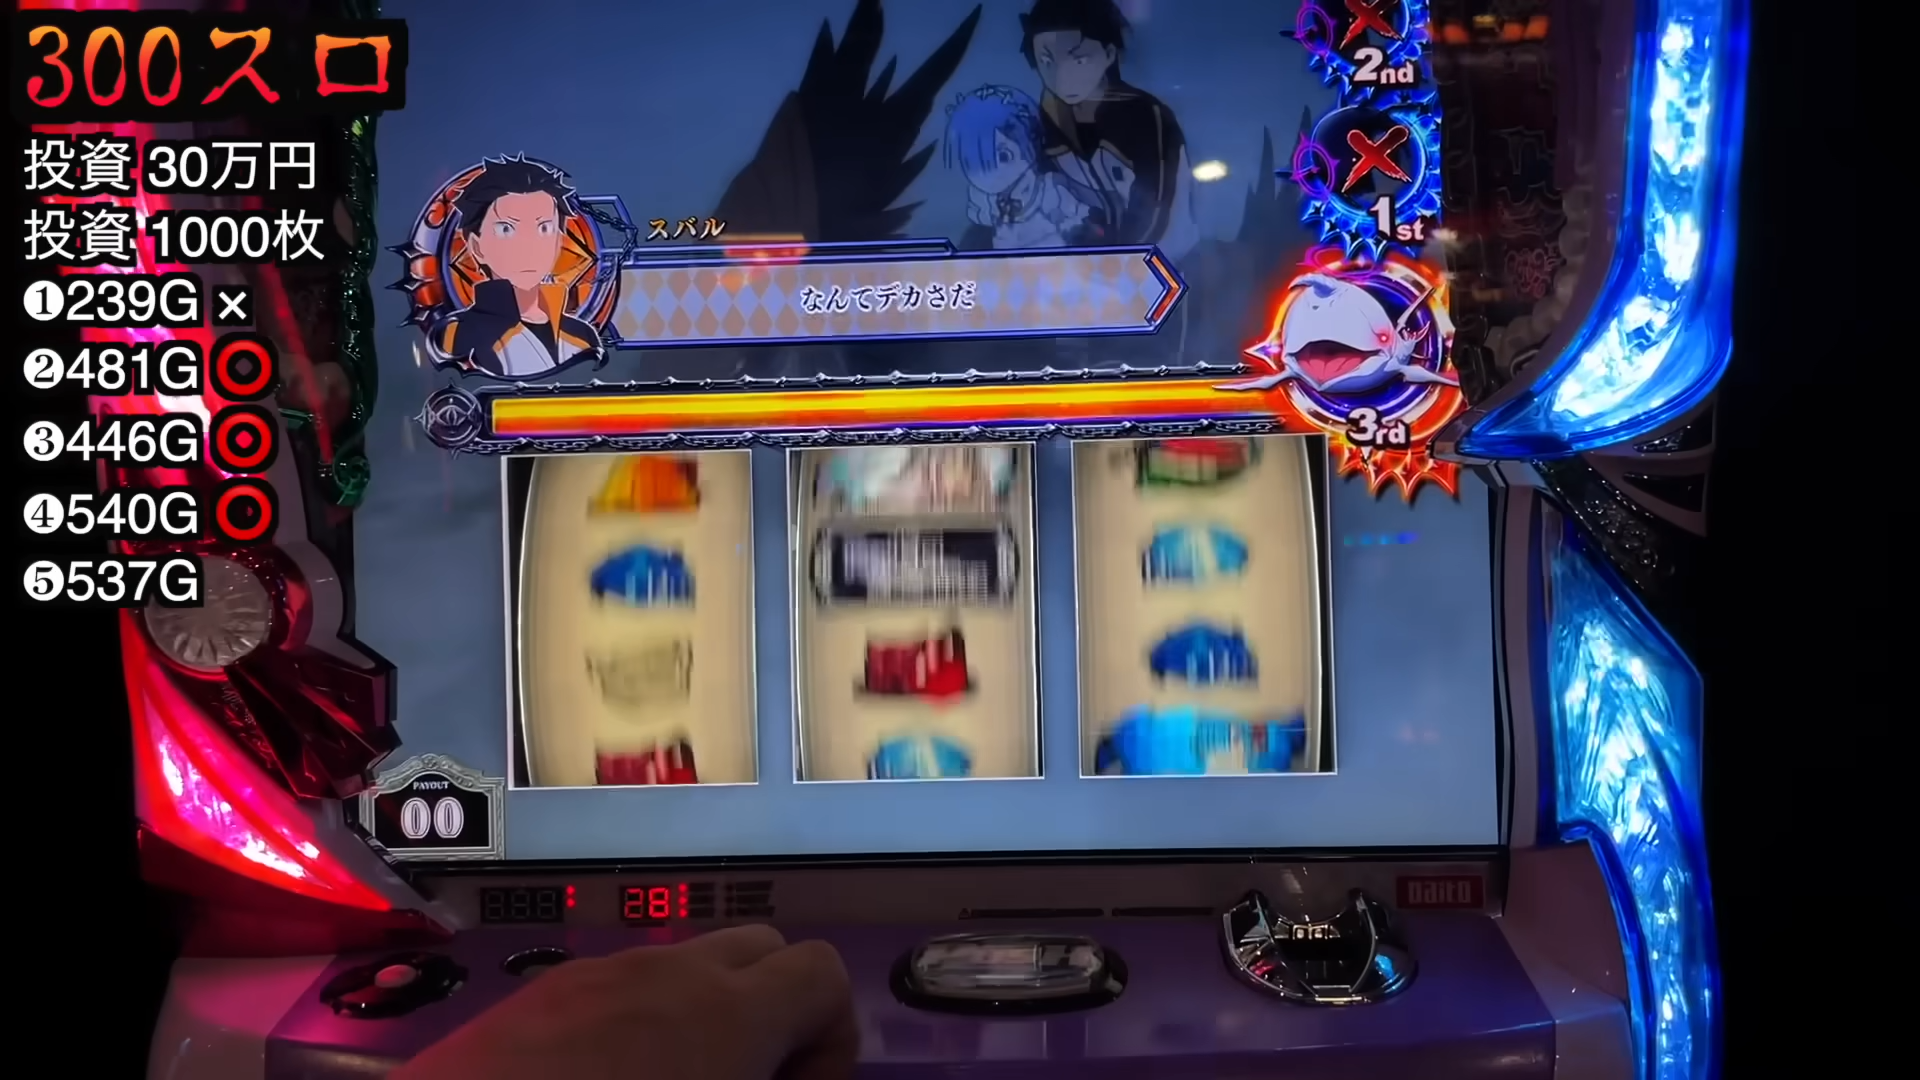 300スロ
投資 30万円
投資 1000枚
❶239G ×
❷481G ⭕
❸446G ⭕
❹540G ⭕
❺537G
2nd
1st
スバル
なんてデカさだ
3rd
PAYOUT
00
28
Daito